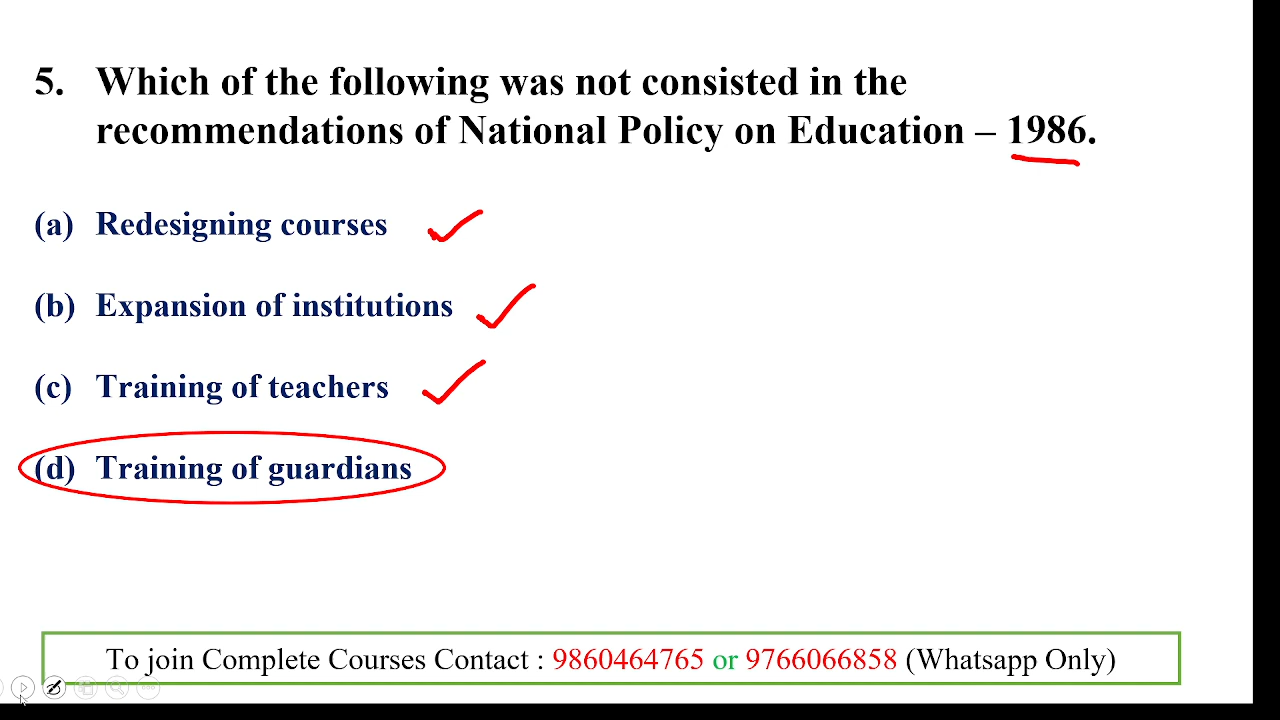 5. Which of the following was not consisted in the
recommendations of National Policy on Education – 1986.
(a) Redesigning courses
(b) Expansion of institutions
(c) Training of teachers
(d) Training of guardians
To join Complete Courses Contact : 9860464765 or 9766066858 (Whatsapp Only)